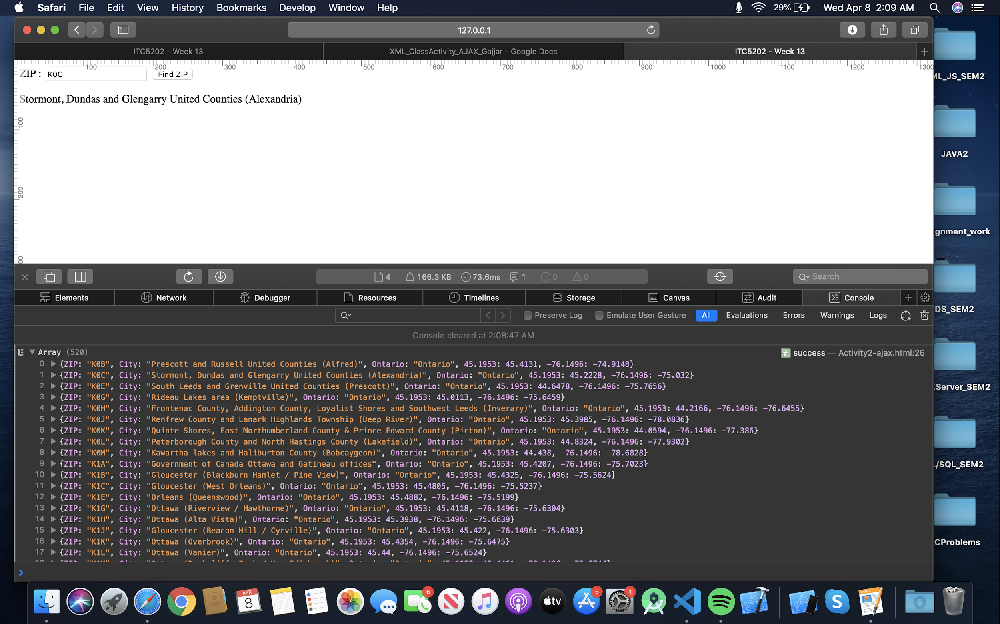 Safari File Edit View History Bookmarks Develop Window Help 29% Wed Apr 8 2:09 AM
127.0.0.1
ITC5202 - Week 13 XML_ClassActivity_AJAX_Gajjar - Google Docs ITC5202 - Week 13 +
100 200 300 400 500 600 700 800 900 1000 1100 1200 1300
ZIP : K0C Find ZIP
Stormont, Dundas and Glengarry United Counties (Alexandria)
100
200
00
4 166.3 KB 73.6ms 1 0 0 Search
Elements Network Debugger Resources Timelines Storage Canvas Audit Console +
Preserve Log Emulate User Gesture All Evaluations Errors Warnings Logs
Console cleared at 2:08:47 AM
Array (520) f success — Activity2-ajax.html:26
0 {ZIP: "K0B", City: "Prescott and Russell United Counties (Alfred)", Ontario: "Ontario", 45.1953: 45.4131, -76.1496: -74.9148}
1 {ZIP: "K0C", City: "Stormont, Dundas and Glengarry United Counties (Alexandria)", Ontario: "Ontario", 45.1953: 45.2228, -76.1496: -75.032}
2 {ZIP: "K0E", City: "South Leeds and Grenville United Counties (Prescott)", Ontario: "Ontario", 45.1953: 44.6478, -76.1496: -75.7656}
3 {ZIP: "K0G", City: "Rideau Lakes area (Kemptville)", Ontario: "Ontario", 45.1953: 45.0113, -76.1496: -75.6459}
4 {ZIP: "K0H", City: "Frontenac County, Addington County, Loyalist Shores and Southwest Leeds (Inverary)", Ontario: "Ontario", 45.1953: 44.2166, -76.1496: -76.6455}
5 {ZIP: "K0J", City: "Renfrew County and Lanark Highlands Township (Deep River)", Ontario: "Ontario", 45.1953: 45.3985, -76.1496: -78.0836}
6 {ZIP: "K0K", City: "Quinte Shores, East Northumberland County & Prince Edward County (Picton)", Ontario: "Ontario", 45.1953: 44.0594, -76.1496: -77.386}
7 {ZIP: "K0L", City: "Peterborough County and North Hastings County (Lakefield)", Ontario: "Ontario", 45.1953: 44.8324, -76.1496: -77.9302}
8 {ZIP: "K0M", City: "Kawartha lakes and Haliburton County (Bobcaygeon)", Ontario: "Ontario", 45.1953: 44.438, -76.1496: -78.6828}
9 {ZIP: "K1A", City: "Government of Canada Ottawa and Gatineau offices", Ontario: "Ontario", 45.1953: 45.4207, -76.1496: -75.7023}
10 {ZIP: "K1B", City: "Gloucester (Blackburn Hamlet / Pine View)", Ontario: "Ontario", 45.1953: 45.4325, -76.1496: -75.5624}
11 {ZIP: "K1C", City: "Gloucester (West Orleans)", Ontario: "Ontario", 45.1953: 45.4805, -76.1496: -75.5237}
12 {ZIP: "K1E", City: "Orleans (Queenswood)", Ontario: "Ontario", 45.1953: 45.4882, -76.1496: -75.5199}
13 {ZIP: "K1G", City: "Ottawa (Riverview / Hawthorne)", Ontario: "Ontario", 45.1953: 45.4118, -76.1496: -75.6304}
14 {ZIP: "K1H", City: "Ottawa (Alta Vista)", Ontario: "Ontario", 45.1953: 45.3938, -76.1496: -75.6639}
15 {ZIP: "K1J", City: "Gloucester (Beacon Hill / Cyrville)", Ontario: "Ontario", 45.1953: 45.422, -76.1496: -75.6303}
16 {ZIP: "K1K", City: "Ottawa (Overbrook)", Ontario: "Ontario", 45.1953: 45.4354, -76.1496: -75.6475}
17 {ZIP: "K1L", City: "Ottawa (Vanier)", Ontario: "Ontario", 45.1953: 45.44, -76.1496: -75.6524}
ML_JS_SEM2
JAVA2
ignment_work
DS_SEM2
.Server_SEM2
/SQL_SEM2
CProblems
APR
8
6
tv
5
1
S
PAGES